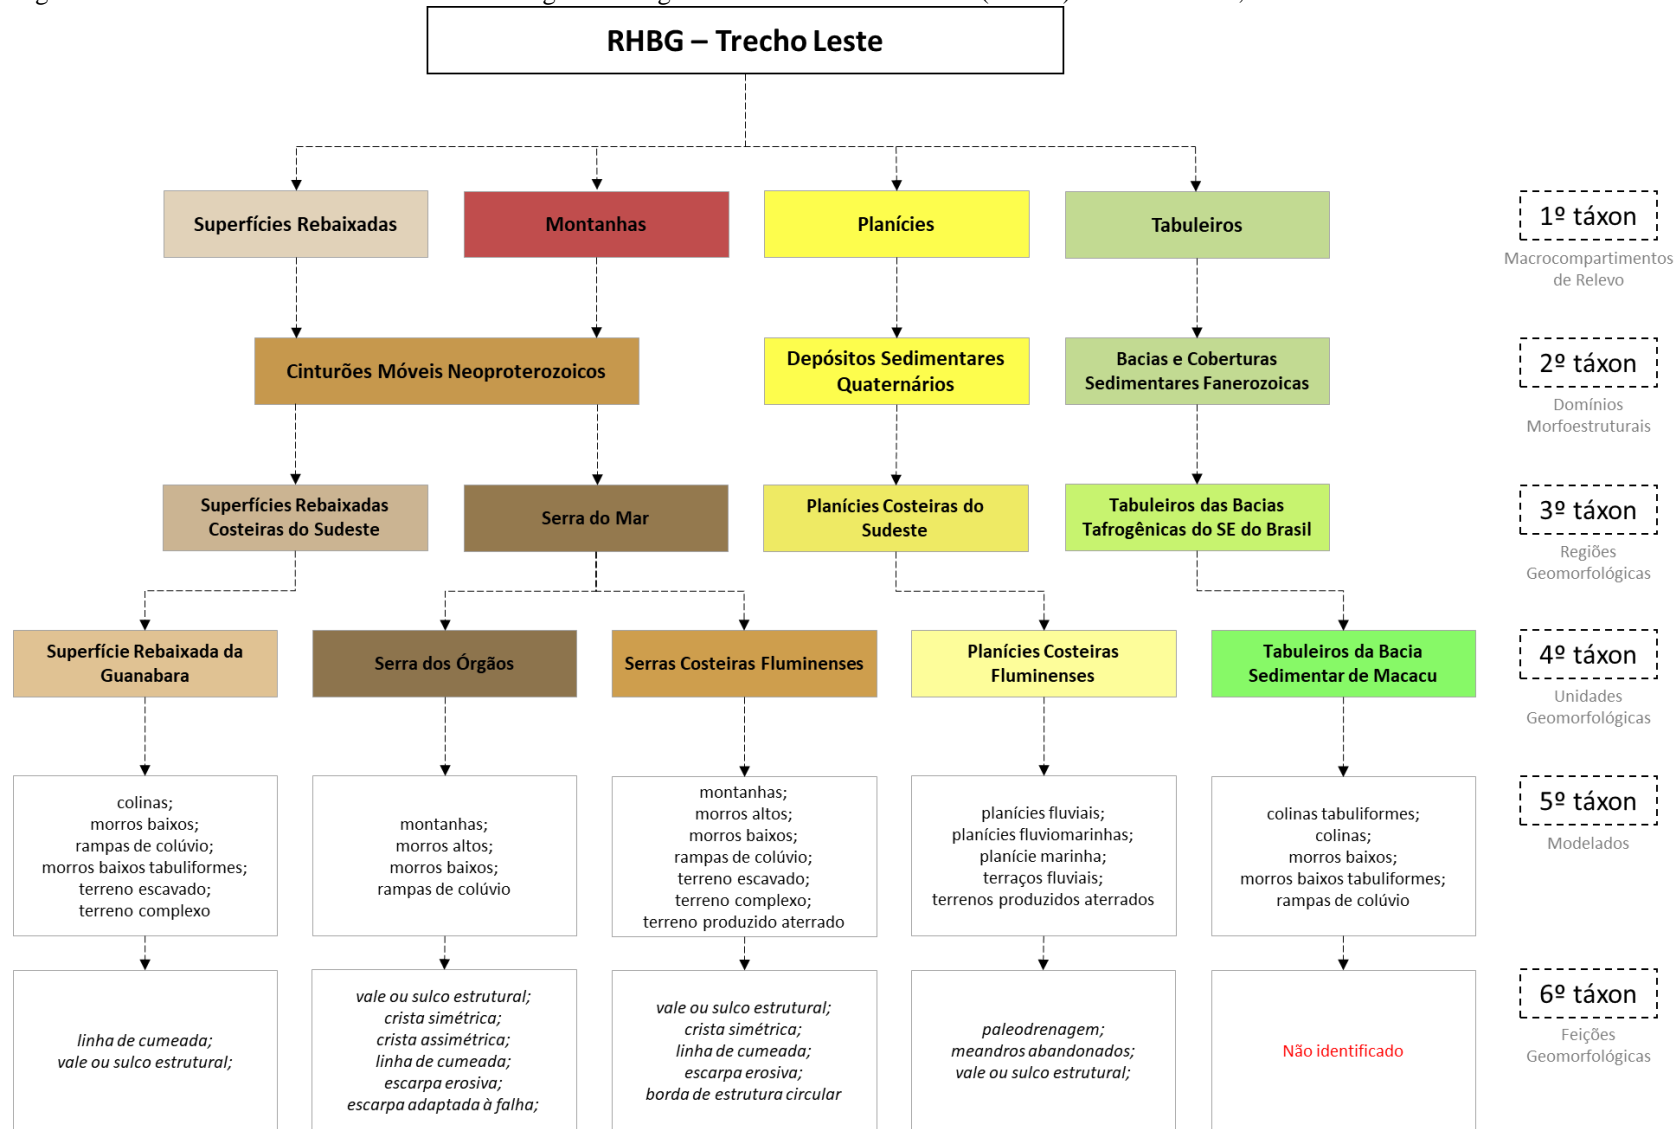 RHBG – Trecho Leste
Superfícies Rebaixadas
Montanhas
Planícies
Tabuleiros
1º táxon
Macrocompartimentos
de Relevo
Cinturões Móveis Neoproterozoicos
Depósitos Sedimentares
Quaternários
Bacias e Coberturas
Sedimentares Fanerozoicas
2º táxon
Domínios
Morfoestruturais
Superfícies Rebaixadas
Costeiras do Sudeste
Serra do Mar
Planícies Costeiras do
Sudeste
Tabuleiros das Bacias
Tafrogênicas do SE do Brasil
3º táxon
Regiões
Geomorfológicas
Superfície Rebaixada da
Guanabara
Serra dos Órgãos
Serras Costeiras Fluminenses
Planícies Costeiras
Fluminenses
Tabuleiros da Bacia
Sedimentar de Macacu
4º táxon
Unidades
Geomorfológicas
colinas;
morros baixos;
rampas de colúvio;
morros baixos tabuliformes;
terreno escavado;
terreno complexo
montanhas;
morros altos;
morros baixos;
rampas de colúvio
montanhas;
morros altos;
morros baixos;
rampas de colúvio;
terreno escavado;
terreno complexo;
terreno produzido aterrado
planícies fluviais;
planícies fluviomarinhas;
planície marinha;
terraços fluviais;
terrenos produzidos aterrados
colinas tabuliformes;
colinas;
morros baixos;
morros baixos tabuliformes;
rampas de colúvio
5º táxon
Modelados
linha de cumeada;
vale ou sulco estrutural;
vale ou sulco estrutural;
crista simétrica;
crista assimétrica;
linha de cumeada;
escarpa erosiva;
escarpa adaptada à falha;
vale ou sulco estrutural;
crista simétrica;
linha de cumeada;
escarpa erosiva;
borda de estrutura circular
paleodrenagem;
meandros abandonados;
vale ou sulco estrutural;
Não identificado
6º táxon
Feições
Geomorfológicas